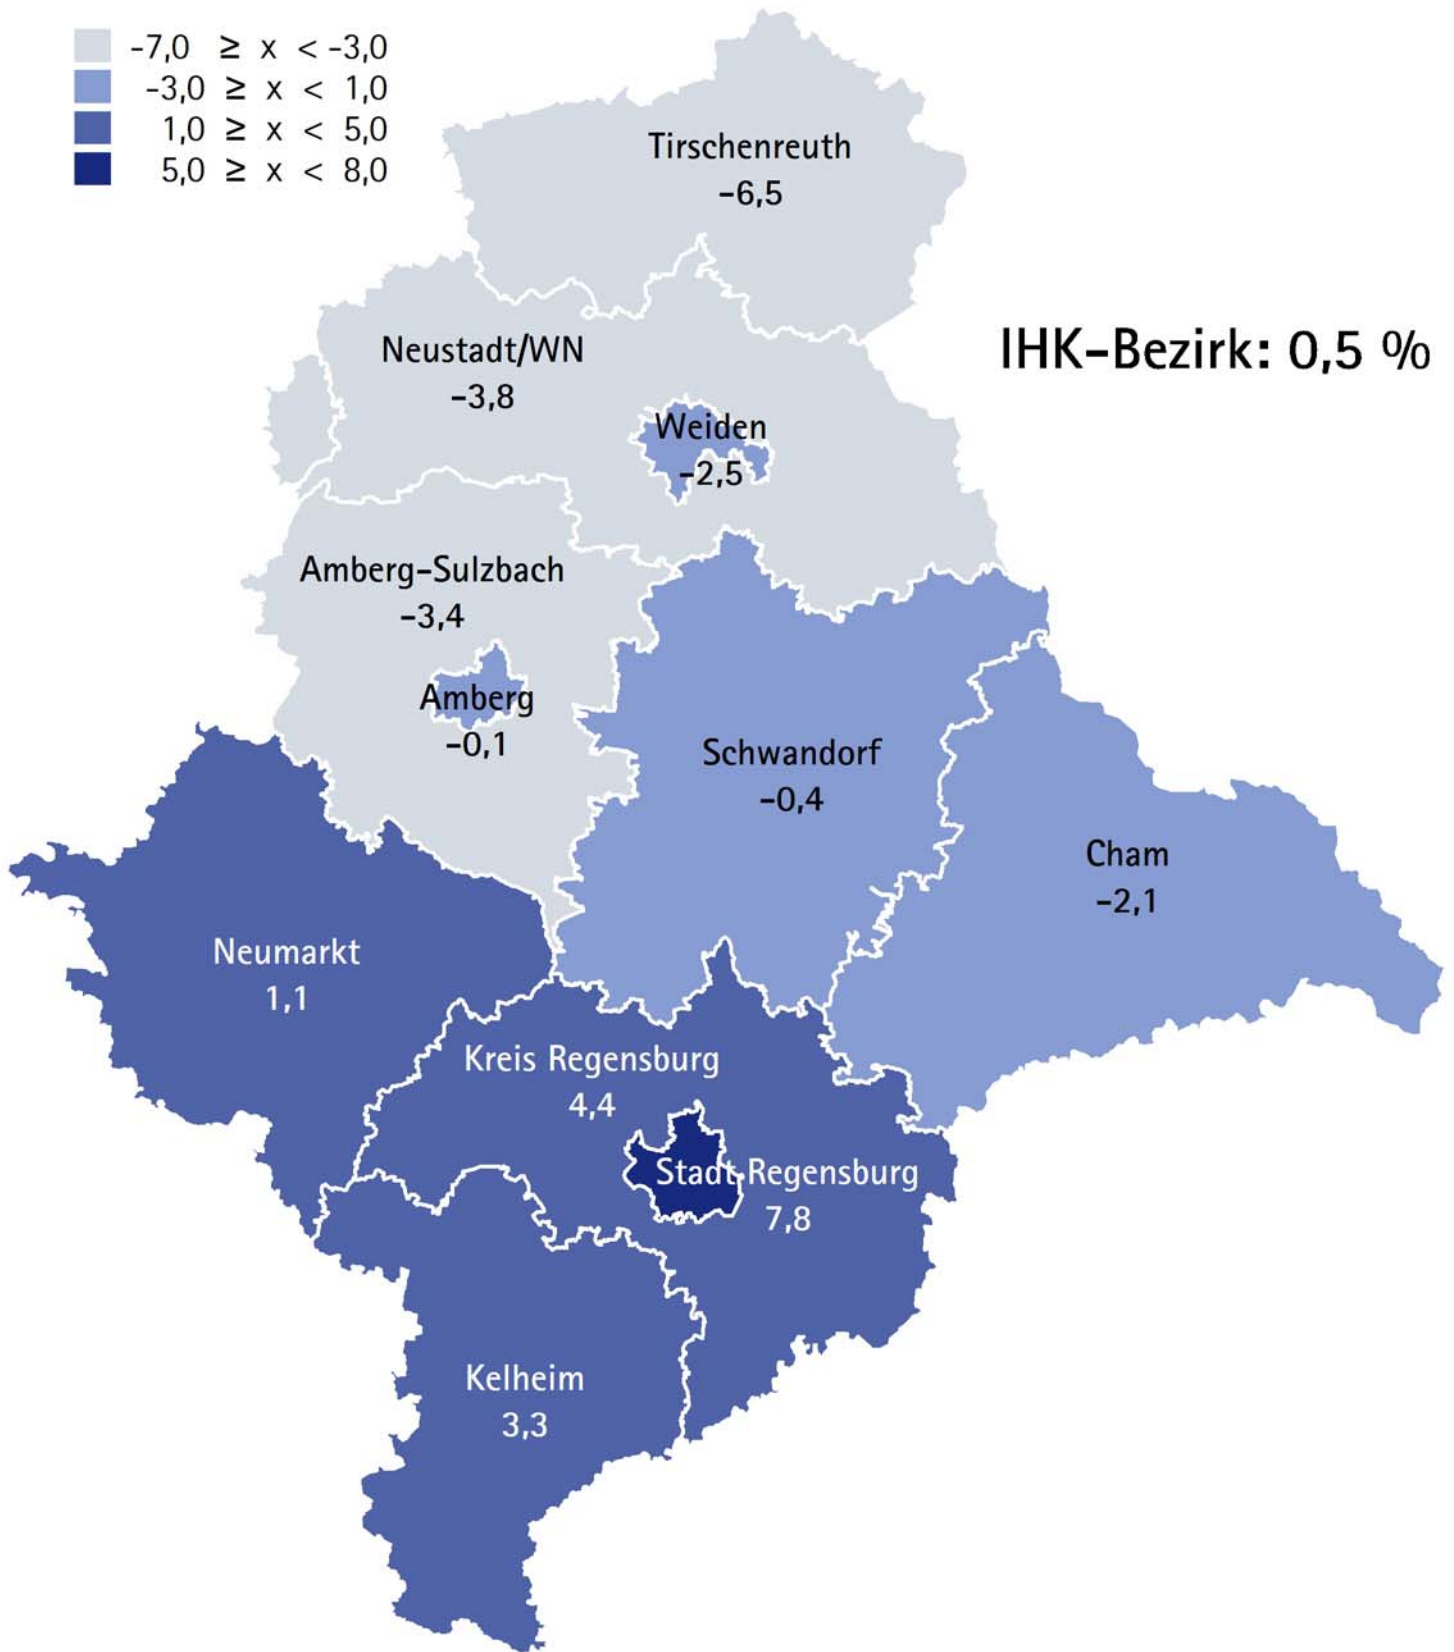 -7,0 ≥ x < -3,0
-3,0 ≥ x < 1,0
1,0 ≥ x < 5,0
5,0 ≥ x < 8,0
Tirschenreuth
-6,5
IHK-Bezirk: 0,5 %
Neustadt/WN
-3,8
Weiden
-2,5
Amberg-Sulzbach
-3,4
Amberg
-0,1
Schwandorf
-0,4
Cham
-2,1
Neumarkt
1,1
Kreis Regensburg
4,4
Stadt Regensburg
7,8
Kelheim
3,3